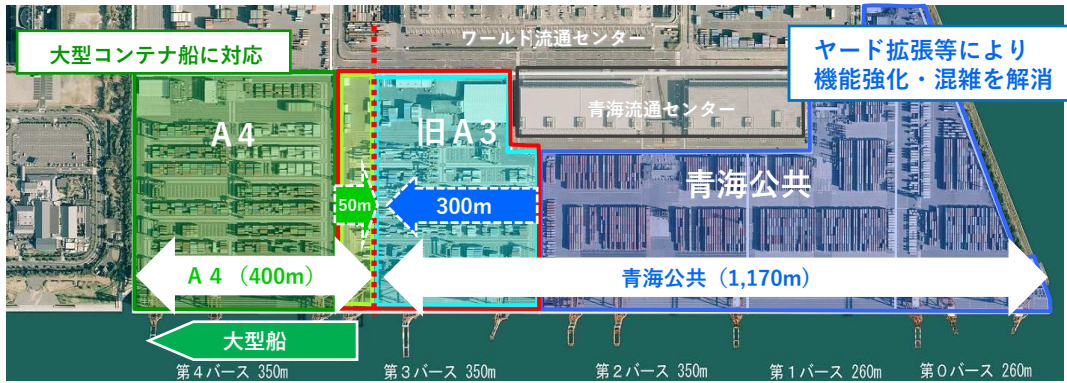 大型コンテナ船に対応
ワールド流通センター
ヤード拡張等により
機能強化・混雑を解消
青海流通センター
A4
旧A3
青海公共
50m
300m
A4（400m）
青海公共（1,170m）
大型船
第4バース 350m
第3バース 350m
第2バース 350m
第1バース 260m
第0バース 260m